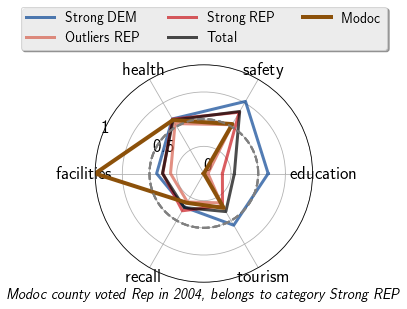 Strong DEM
Strong REP
Modoc
Outliers REP
Total
health
safety
1
0.5
0
facilities
education
recall
tourism
Modoc county voted Rep in 2004, belongs to category Strong REP